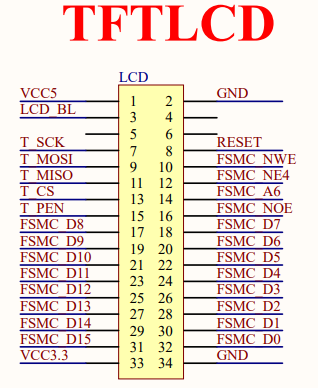 TFTLCD
LCD
VCC5 1 2 GND
LCD_BL 3 4
5 6
T_SCK 7 8 RESET
T_MOSI 9 10 FSMC_NWE
T_MISO 11 12 FSMC_NE4
T_CS 13 14 FSMC_A6
T_PEN 15 16 FSMC_NOE
FSMC_D8 17 18 FSMC_D7
FSMC_D9 19 20 FSMC_D6
FSMC_D10 21 22 FSMC_D5
FSMC_D11 23 24 FSMC_D4
FSMC_D12 25 26 FSMC_D3
FSMC_D13 27 28 FSMC_D2
FSMC_D14 29 30 FSMC_D1
FSMC_D15 31 32 FSMC_D0
VCC3.3 33 34 GND